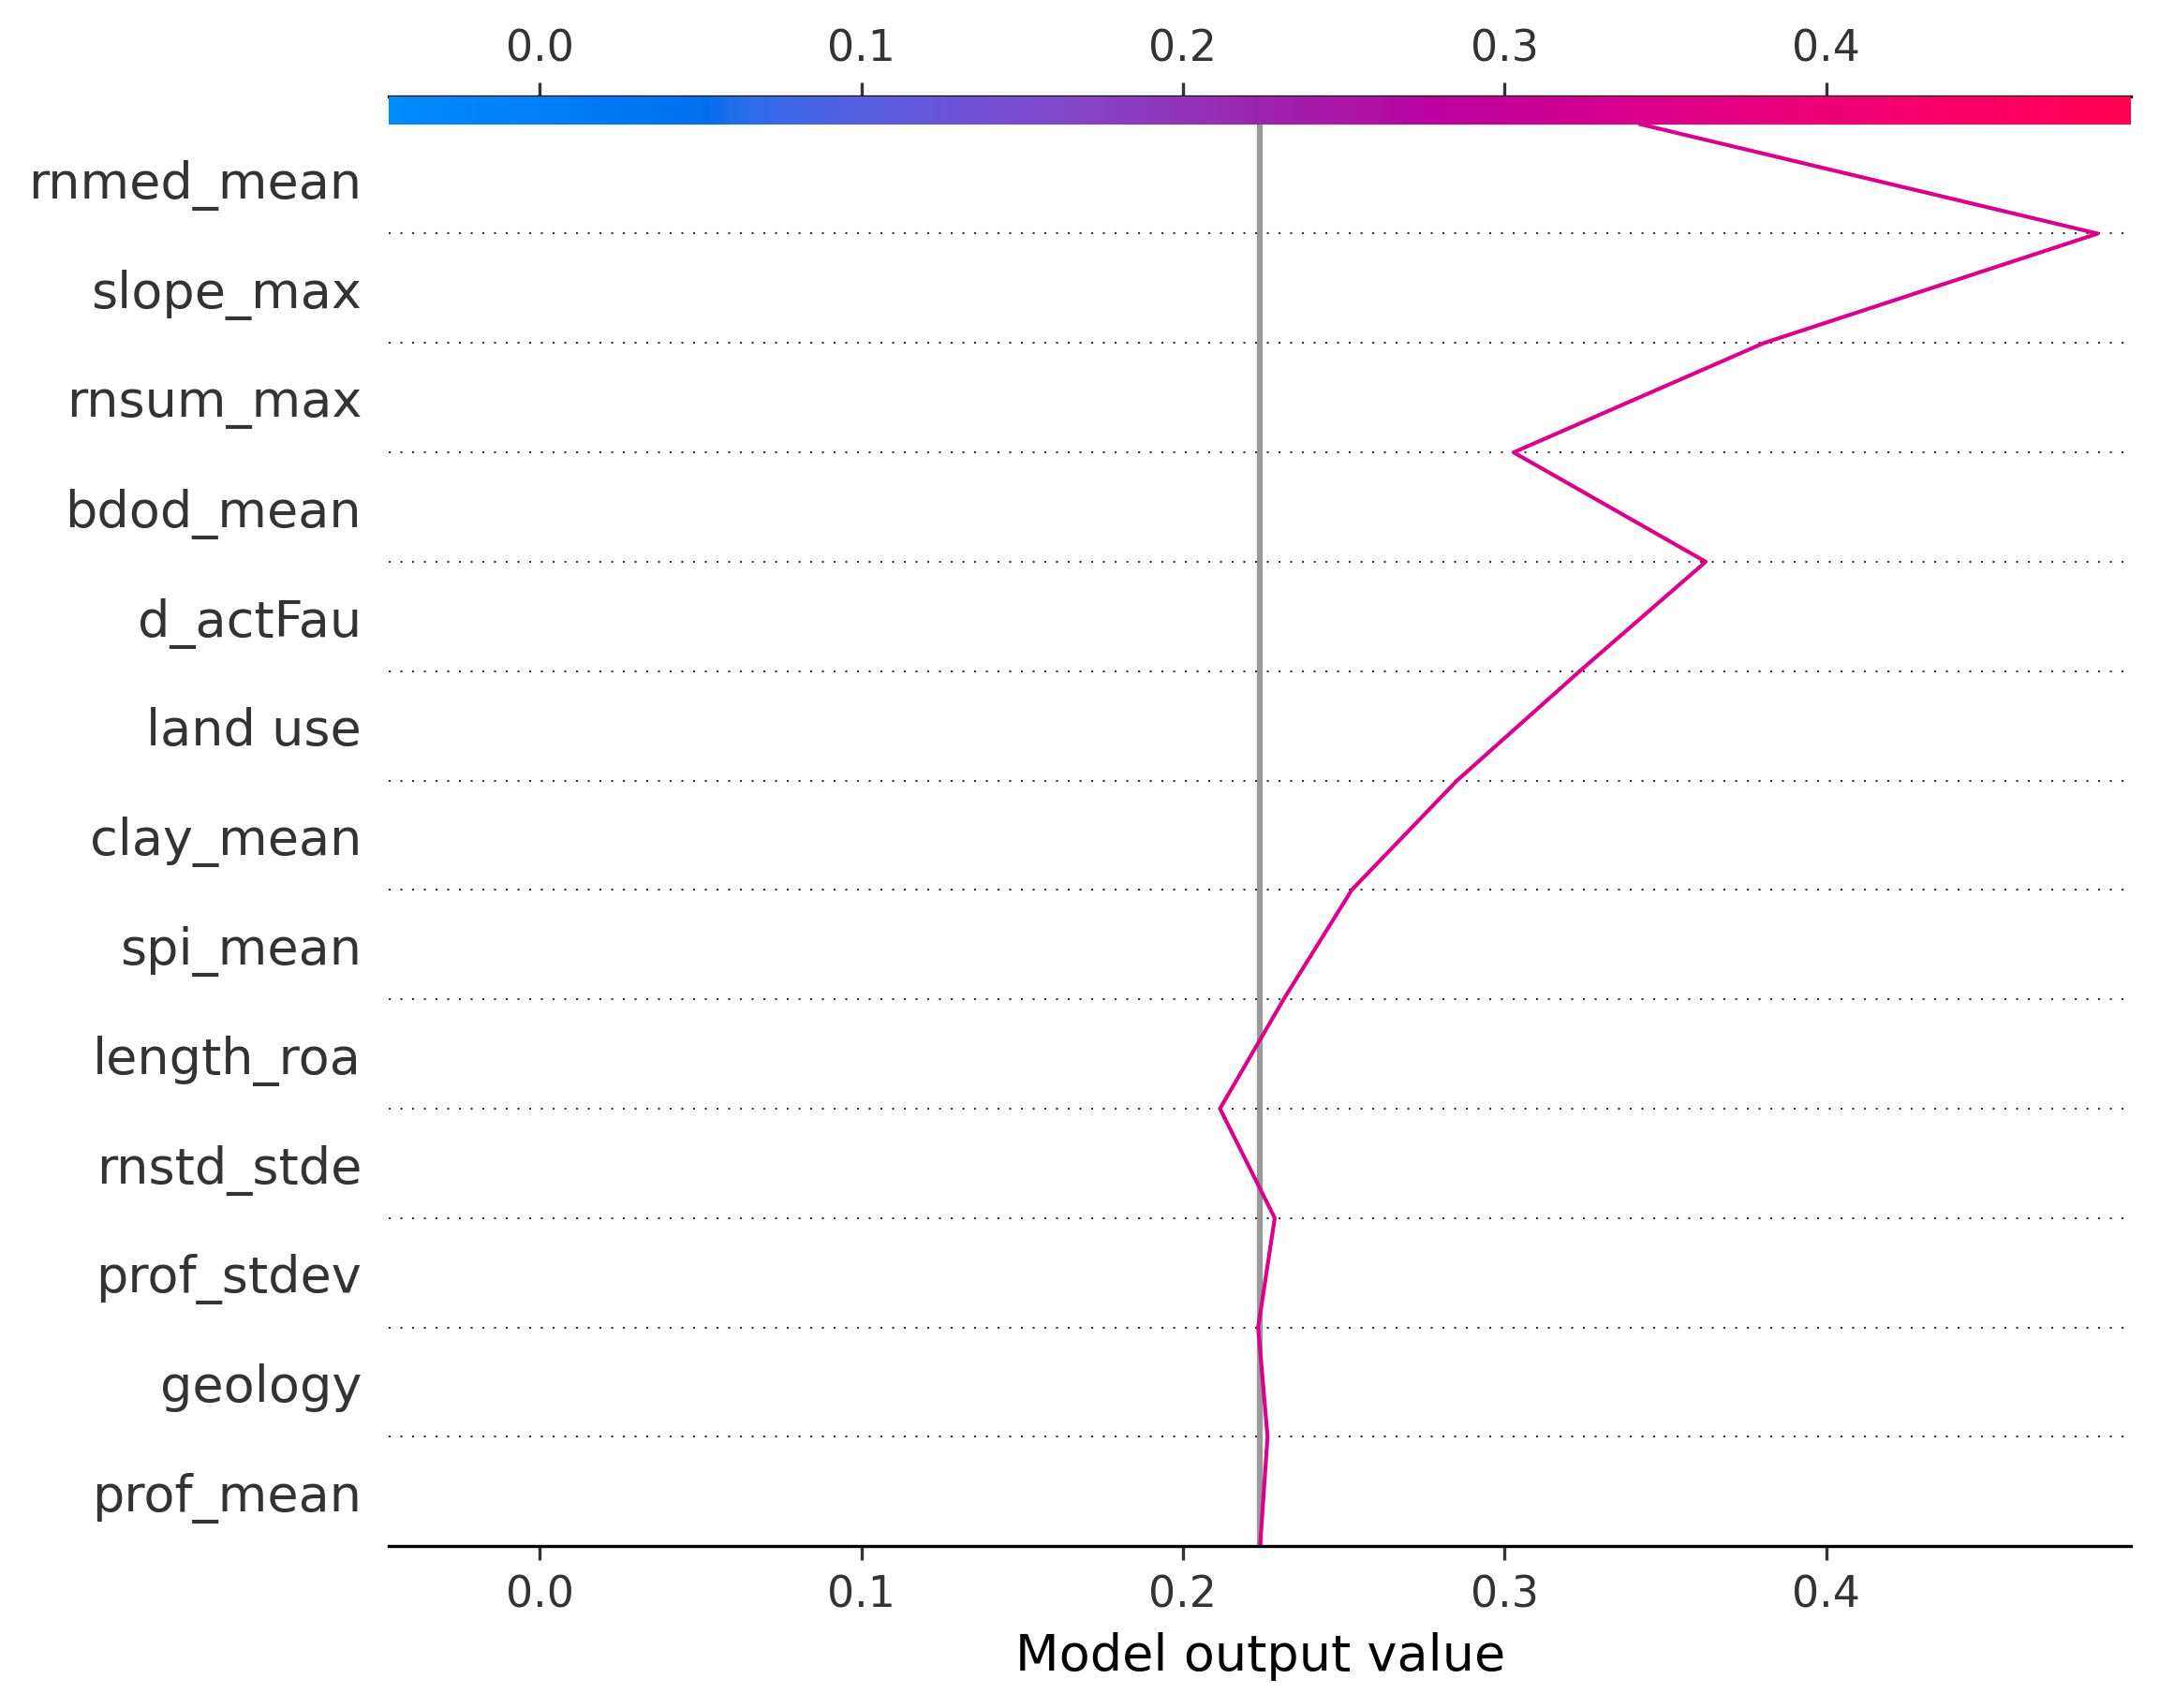 0.0 0.1 0.2 0.3 0.4
rnmed_mean
slope_max
rnsum_max
bdod_mean
d_actFau
land use
clay_mean
spi_mean
length_roa
rnstd_stde
prof_stdev
geology
prof_mean
0.0 0.1 0.2 0.3 0.4
Model output value